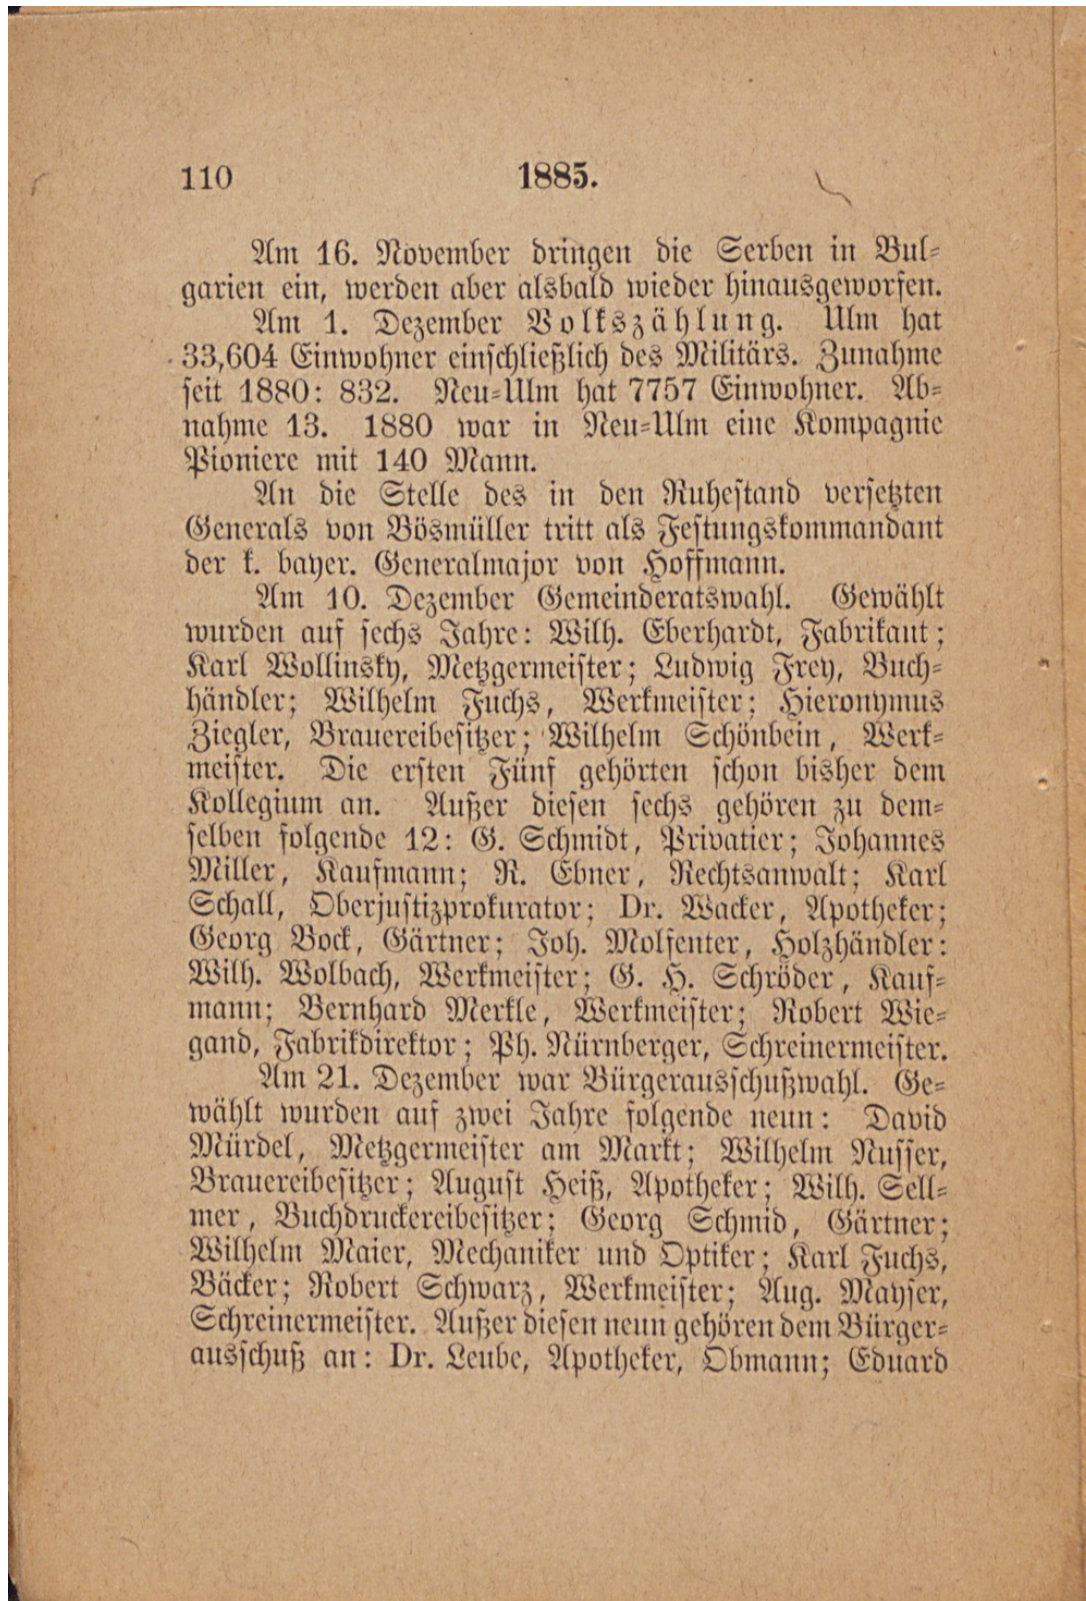 110 1885.
Am 16. November dringen die Serben in Bul-
garien ein, werden aber alsbald wieder hinausgeworfen.
Am 1. Dezember Volkszählung. Ulm hat
33,604 Einwohner einschließlich des Militärs. Zunahme
seit 1880: 832. Neu-Ulm hat 7757 Einwohner. Ab-
nahme 13. 1880 war in Neu-Ulm eine Kompagnie
Pioniere mit 140 Mann.
An die Stelle des in den Ruhestand versetzten
Generals von Bösmüller tritt als Festungskommandant
der k. bayer. Generalmajor von Hoffmann.
Am 10. Dezember Gemeinderatswahl. Gewählt
wurden auf sechs Jahre: Wilh. Eberhardt, Fabrikant;
Karl Wollinsky, Metzgermeister; Ludwig Frey, Buch-
händler; Wilhelm Fuchs, Werkmeister; Hieronymus
Ziegler, Brauereibesitzer; Wilhelm Schönbein, Werk-
meister. Die ersten Fünf gehörten schon bisher dem
Kollegium an. Außer diesen sechs gehören zu dem-
selben folgende 12: G. Schmidt, Privatier; Johannes
Miller, Kaufmann; R. Ebner, Rechtsanwalt; Karl
Schall, Oberjustizprokurator; Dr. Wacker, Apotheker;
Georg Bock, Gärtner; Joh. Molfenter, Holzhändler:
Wilh. Wolbach, Werkmeister; G. H. Schröder, Kauf-
mann; Bernhard Merkle, Werkmeister; Robert Wie-
gand, Fabrikdirektor; Ph. Nürnberger, Schreinermeister.
Am 21. Dezember war Bürgerausschußwahl. Ge-
wählt wurden auf zwei Jahre folgende neun: David
Mürdel, Metzgermeister am Markt; Wilhelm Nusser,
Brauereibesitzer; August Heiß, Apotheker; Wilh. Sell-
mer, Buchdruckereibesitzer; Georg Schmid, Gärtner;
Wilhelm Maier, Mechaniker und Optiker; Karl Fuchs,
Bäcker; Robert Schwarz, Werkmeister; Aug. Mayser,
Schreinermeister. Außer diesen neun gehören dem Bürger-
ausschuß an: Dr. Leube, Apotheker, Obmann; Eduard